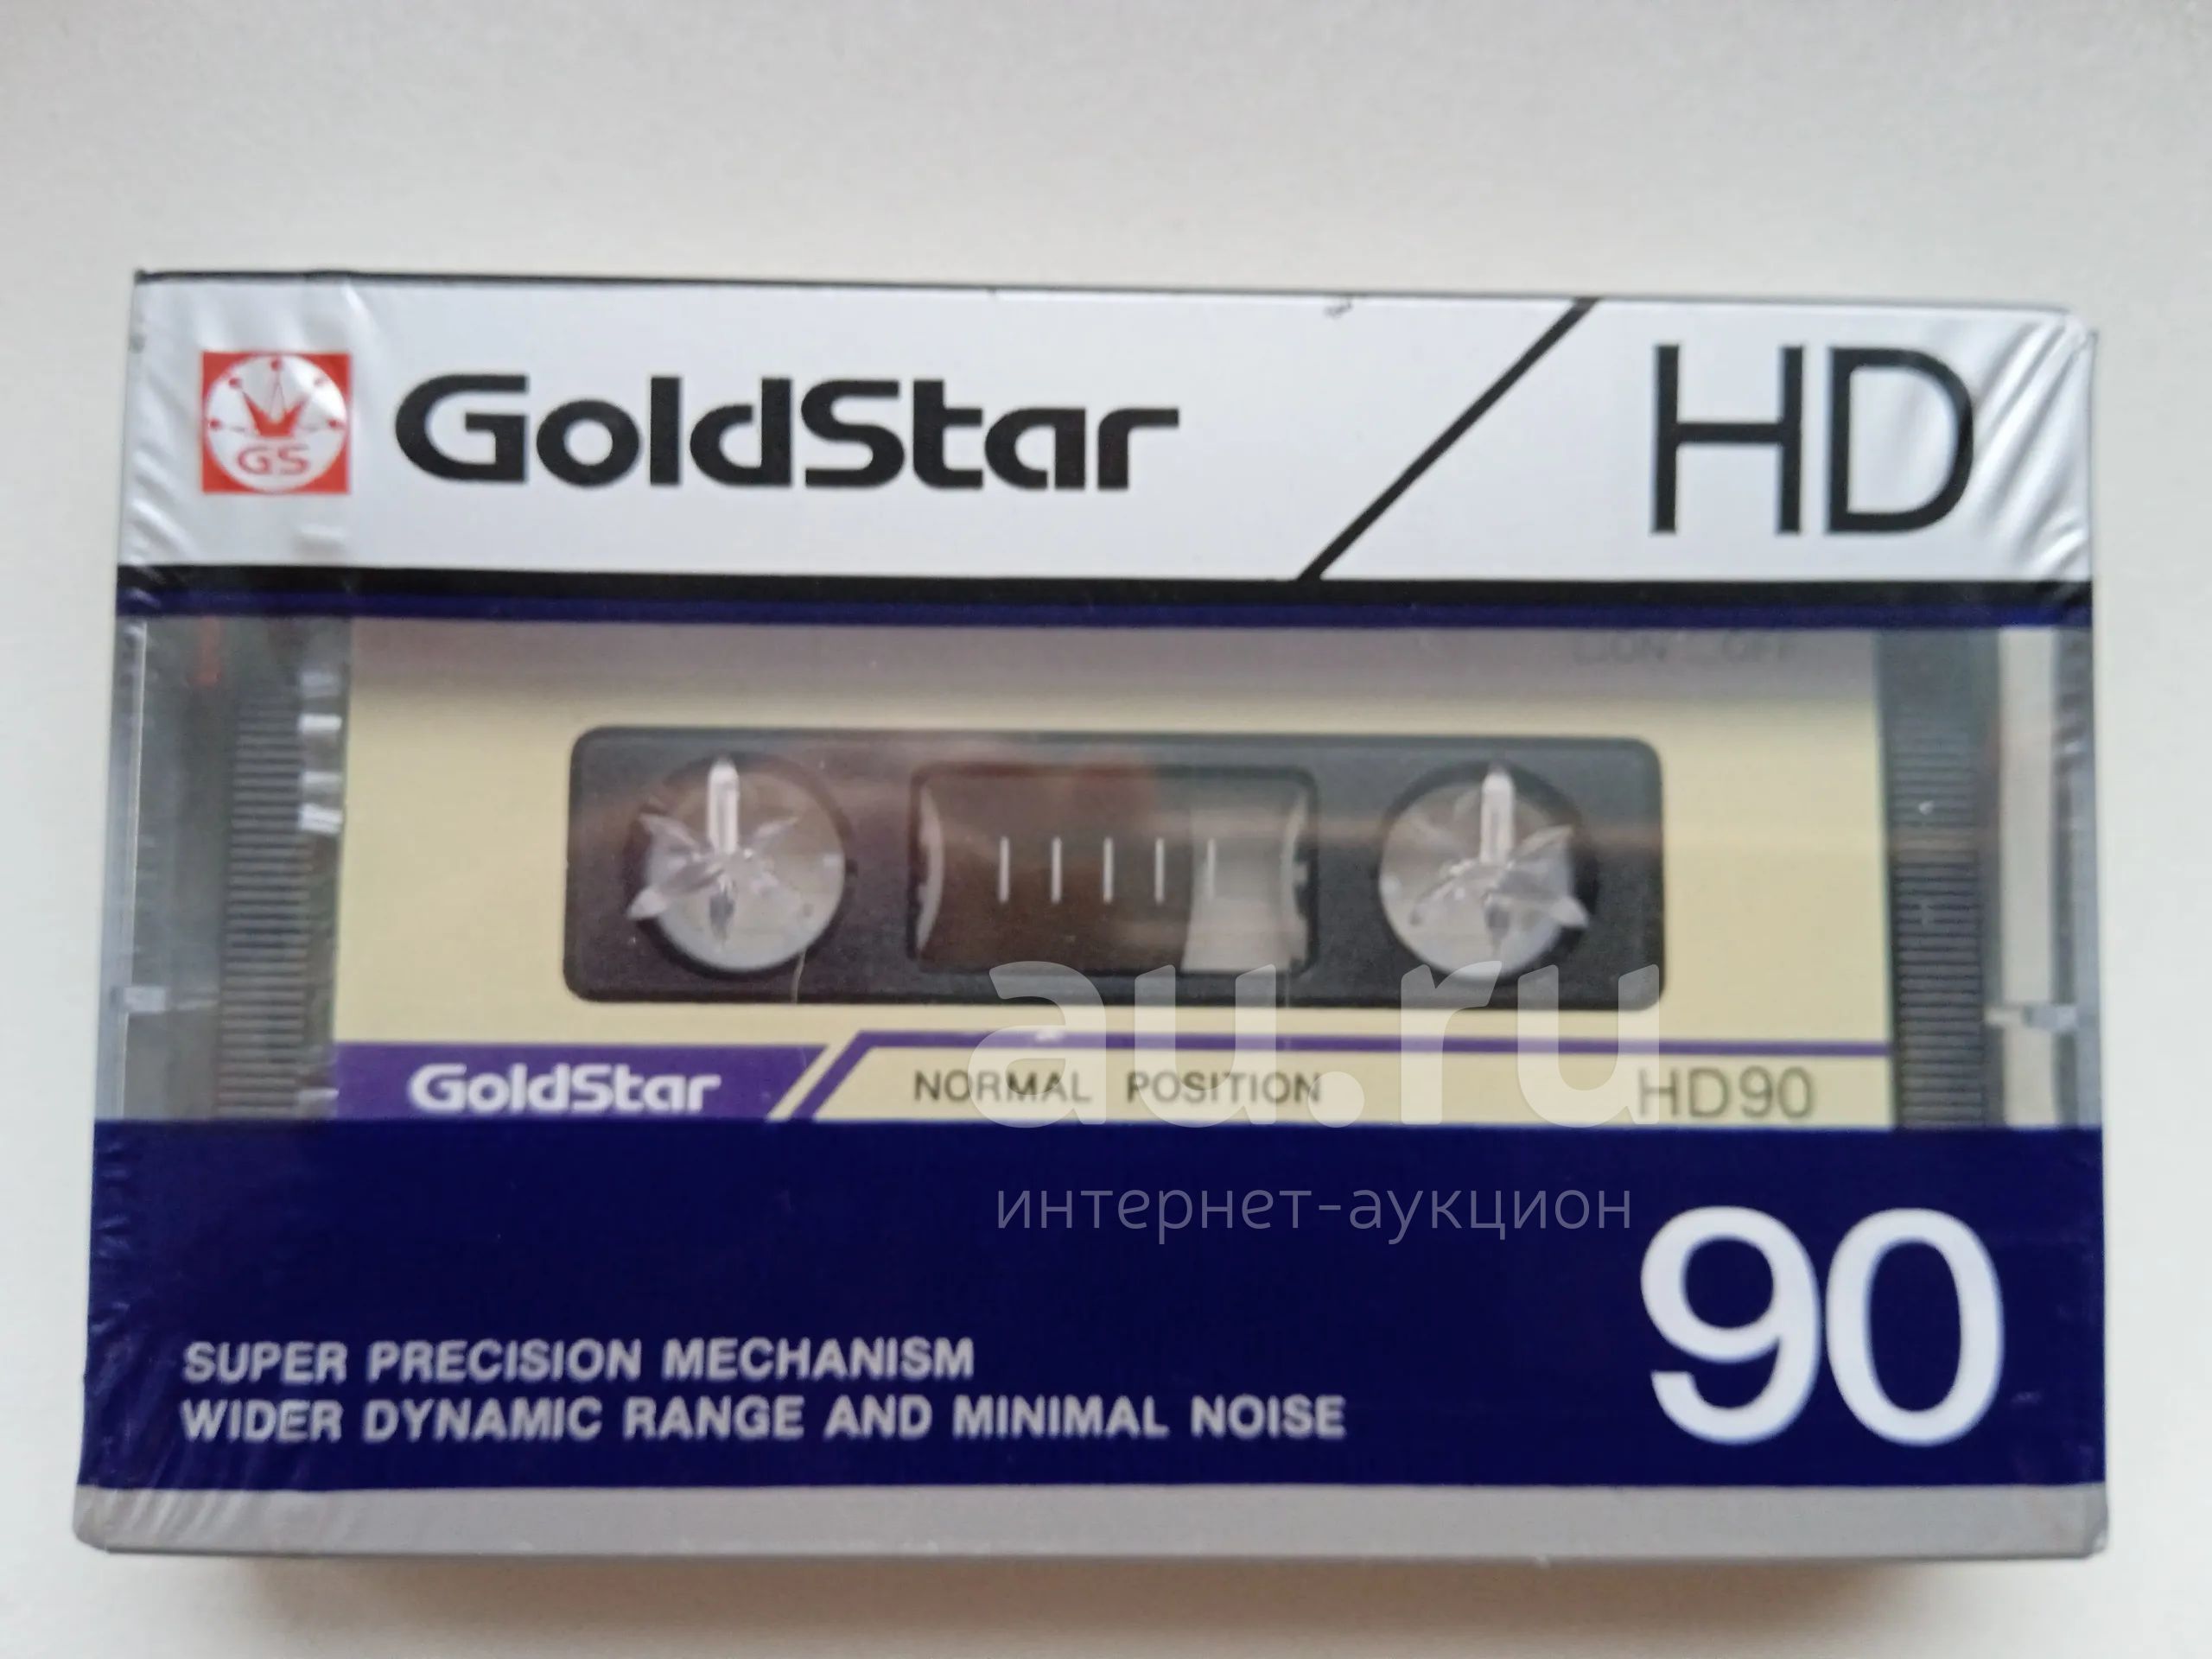 GS GoldStar HD
GoldStar NORMAL POSITION HD90
au.ru
интернет-аукцион
90
SUPER PRECISION MECHANISM
WIDER DYNAMIC RANGE AND MINIMAL NOISE